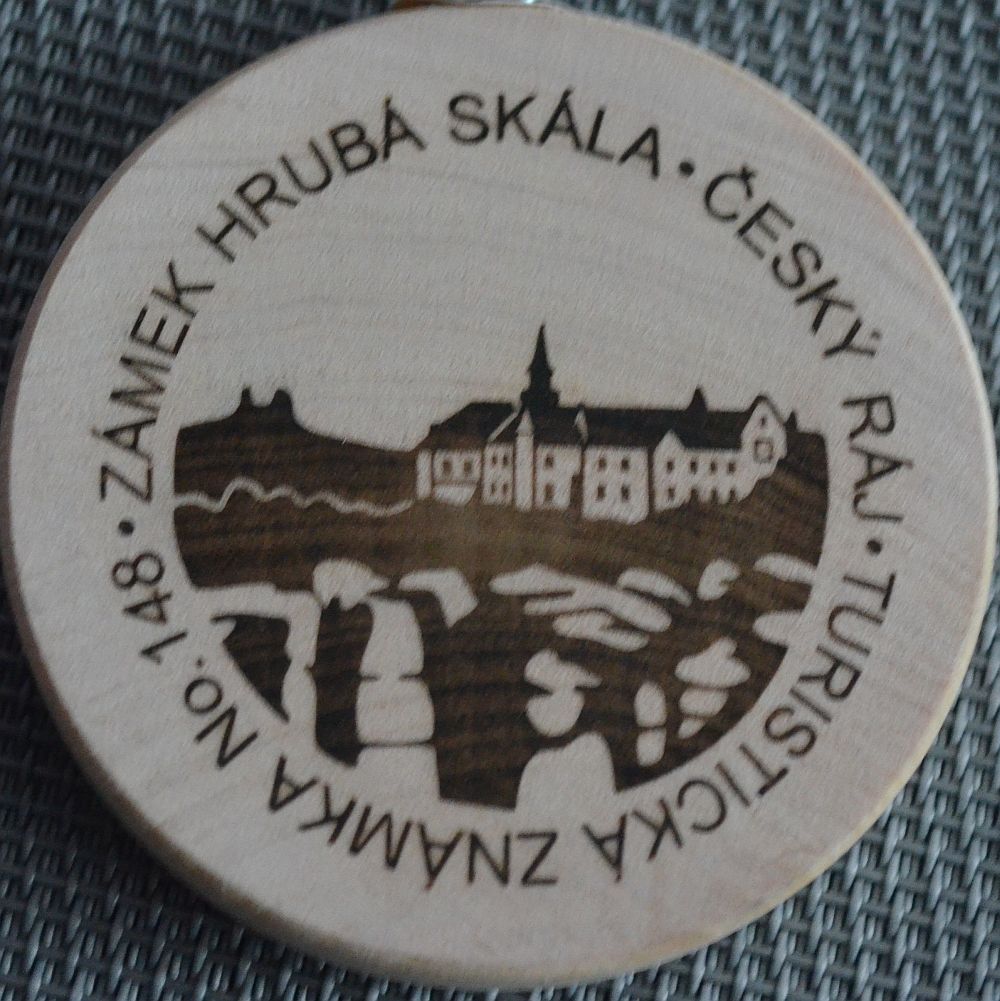 ZÁMEK HRUBÁ SKÁLA • ČESKÝ RÁJ • TURISTICKÁ ZNÁMKA No. 148 •